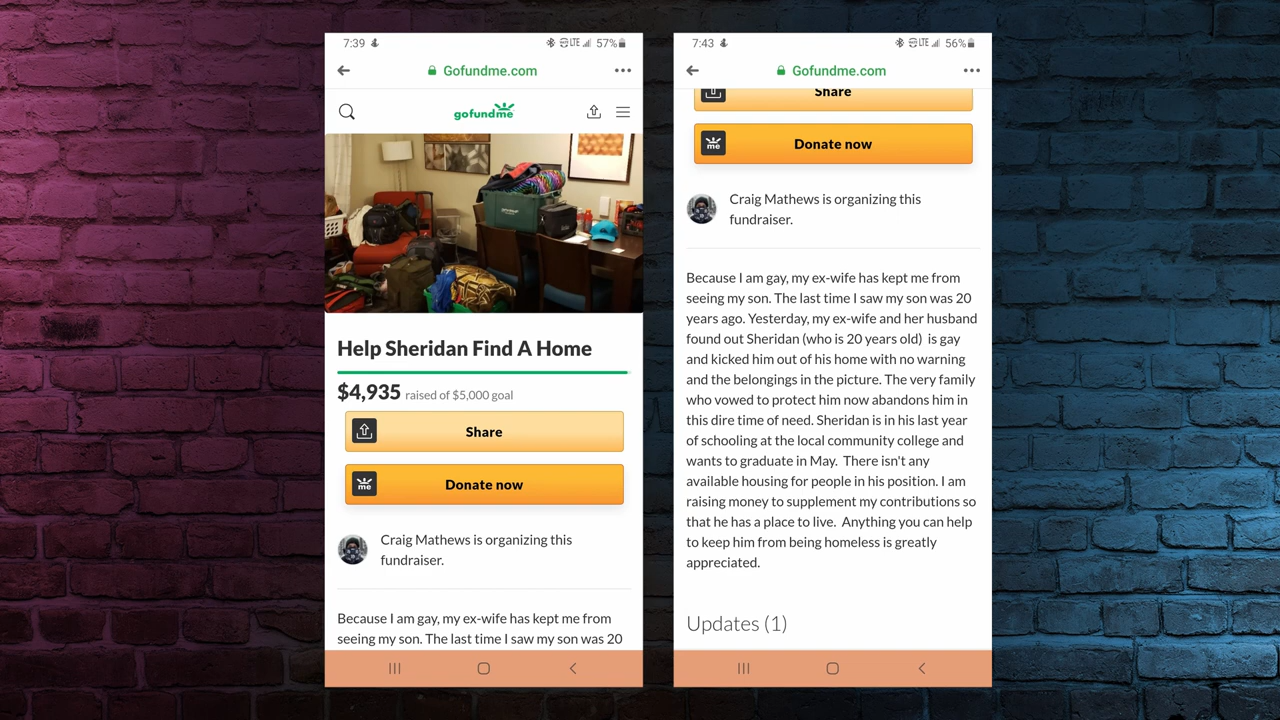 7:39
LTE 57%
Gofundme.com
gofundme
Help Sheridan Find A Home
$4,935 raised of $5,000 goal
Share
me
Donate now
Craig Mathews is organizing this
fundraiser.
Because I am gay, my ex-wife has kept me from
seeing my son. The last time I saw my son was 20
7:43
LTE 56%
Gofundme.com
Share
me
Donate now
Craig Mathews is organizing this
fundraiser.
Because I am gay, my ex-wife has kept me from
seeing my son. The last time I saw my son was 20
years ago. Yesterday, my ex-wife and her husband
found out Sheridan (who is 20 years old)  is gay
and kicked him out of his home with no warning
and the belongings in the picture. The very family
who vowed to protect him now abandons him in
this dire time of need. Sheridan is in his last year
of schooling at the local community college and
wants to graduate in May.  There isn't any
available housing for people in his position. I am
raising money to supplement my contributions so
that he has a place to live.  Anything you can help
to keep him from being homeless is greatly
appreciated.
Updates (1)